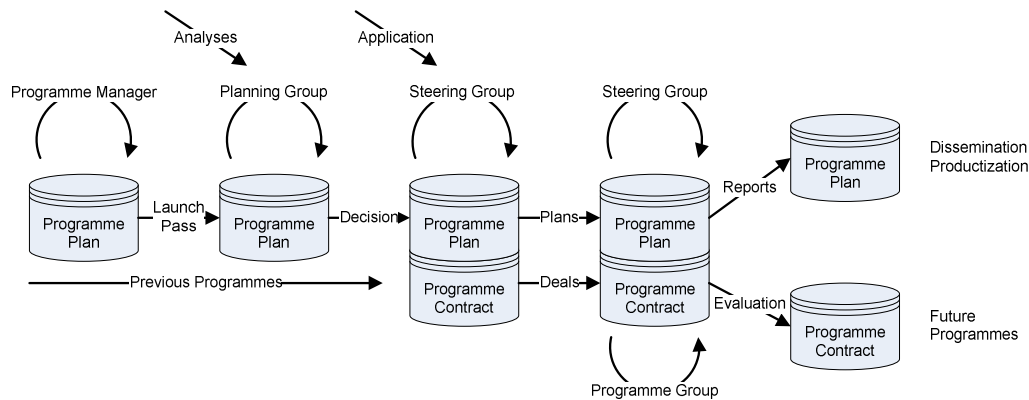 Analyses
Application
Programme Manager
Planning Group
Steering Group
Steering Group
Programme
Plan
Launch
Pass
Programme
Plan
Decision
Programme
Plan
Plans
Programme
Plan
Reports
Programme
Plan
Dissemination
Productization
Previous Programmes
Programme
Contract
Deals
Programme
Contract
Evaluation
Programme
Contract
Future
Programmes
Programme Group